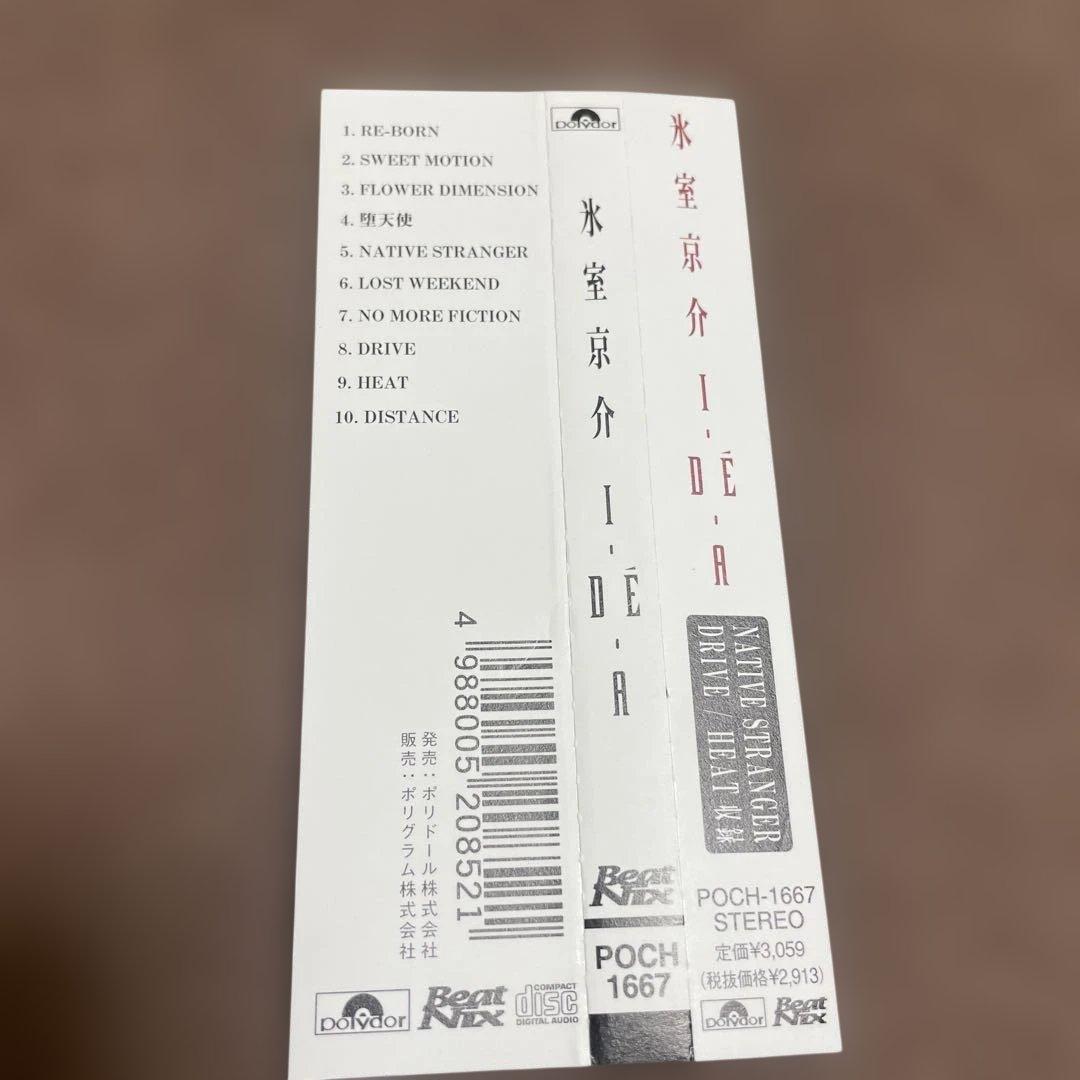 1. RE-BORN
2. SWEET MOTION
3. FLOWER DIMENSION
4. 堕天使
5. NATIVE STRANGER
6. LOST WEEKEND
7. NO MORE FICTION
8. DRIVE
9. HEAT
10. DISTANCE
4 988005 208521
発売:ポリドール株式会社
販売:ポリグラム株式会社
polydor
Beat Nix
COMPACT
disc
DIGITAL AUDIO
polydor
氷室京介 I・DÉ・A
Beat Nix
POCH
1667
氷室京介 I・DÉ・A
NATIVE STRANGER
DRIVE / HEAT 収録
POCH-1667
STEREO
定価¥3,059
(税抜価格¥2,913)
polydor
Beat Nix